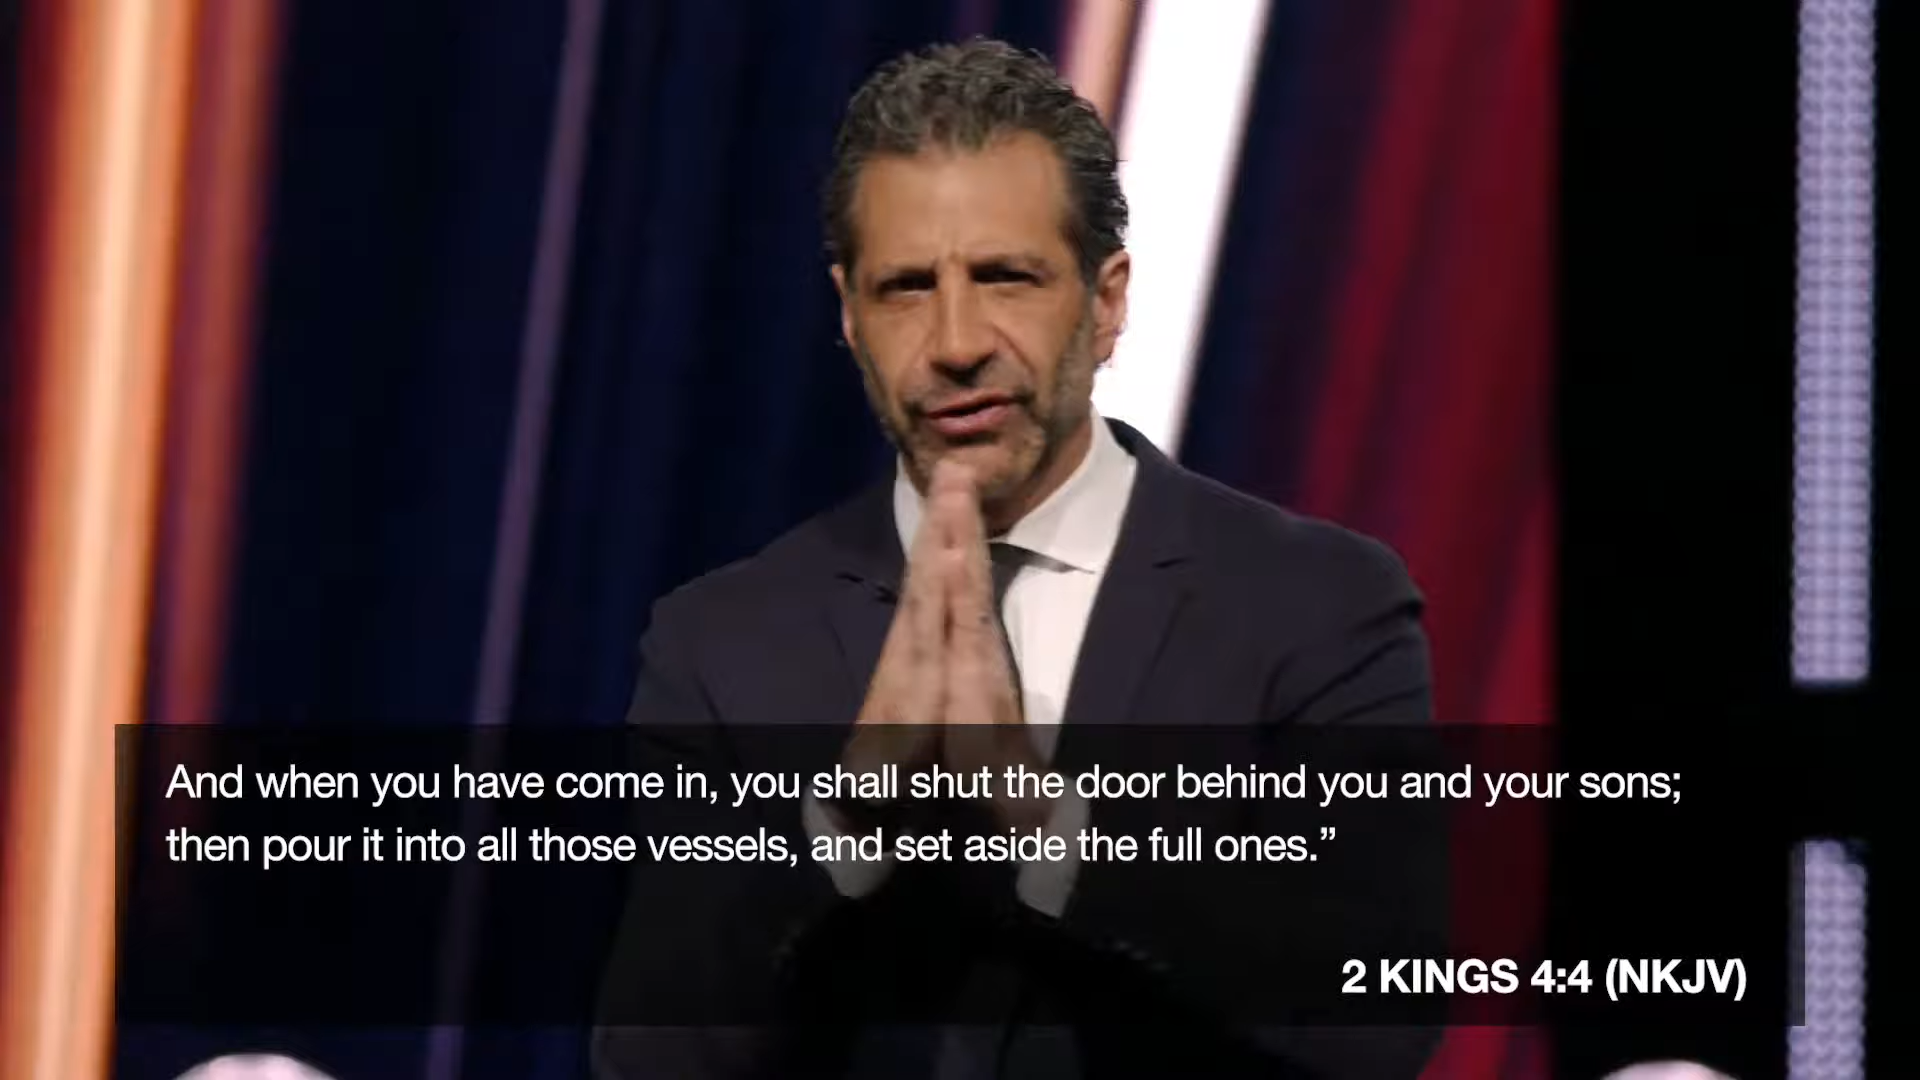 And when you have come in, you shall shut the door behind you and your sons;
then pour it into all those vessels, and set aside the full ones.”
2 KINGS 4:4 (NKJV)